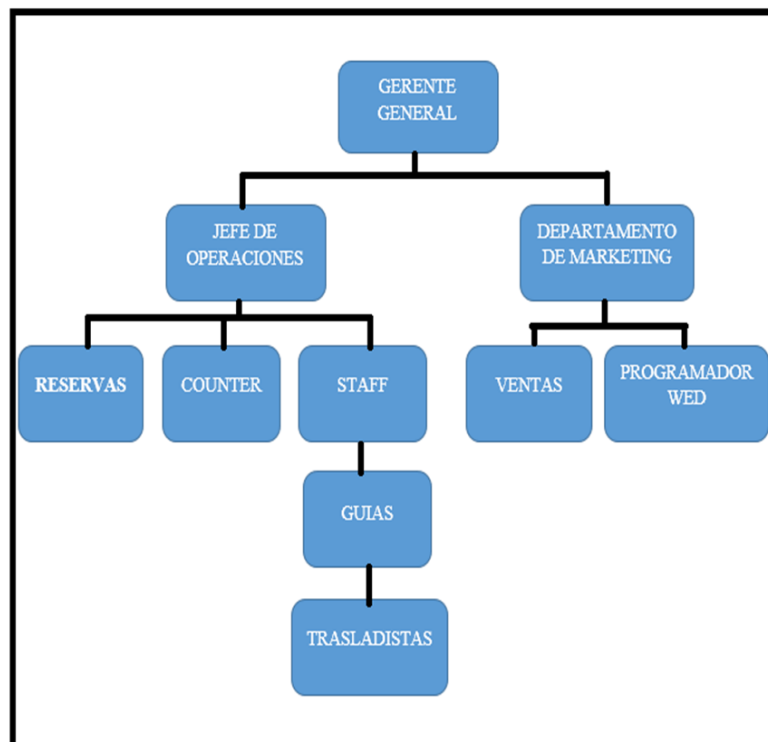 GERENTE
GENERAL
JEFE DE
OPERACIONES
DEPARTAMENTO
DE MARKETING
RESERVAS
COUNTER
STAFF
VENTAS
PROGRAMADOR
WED
GUIAS
TRASLADISTAS